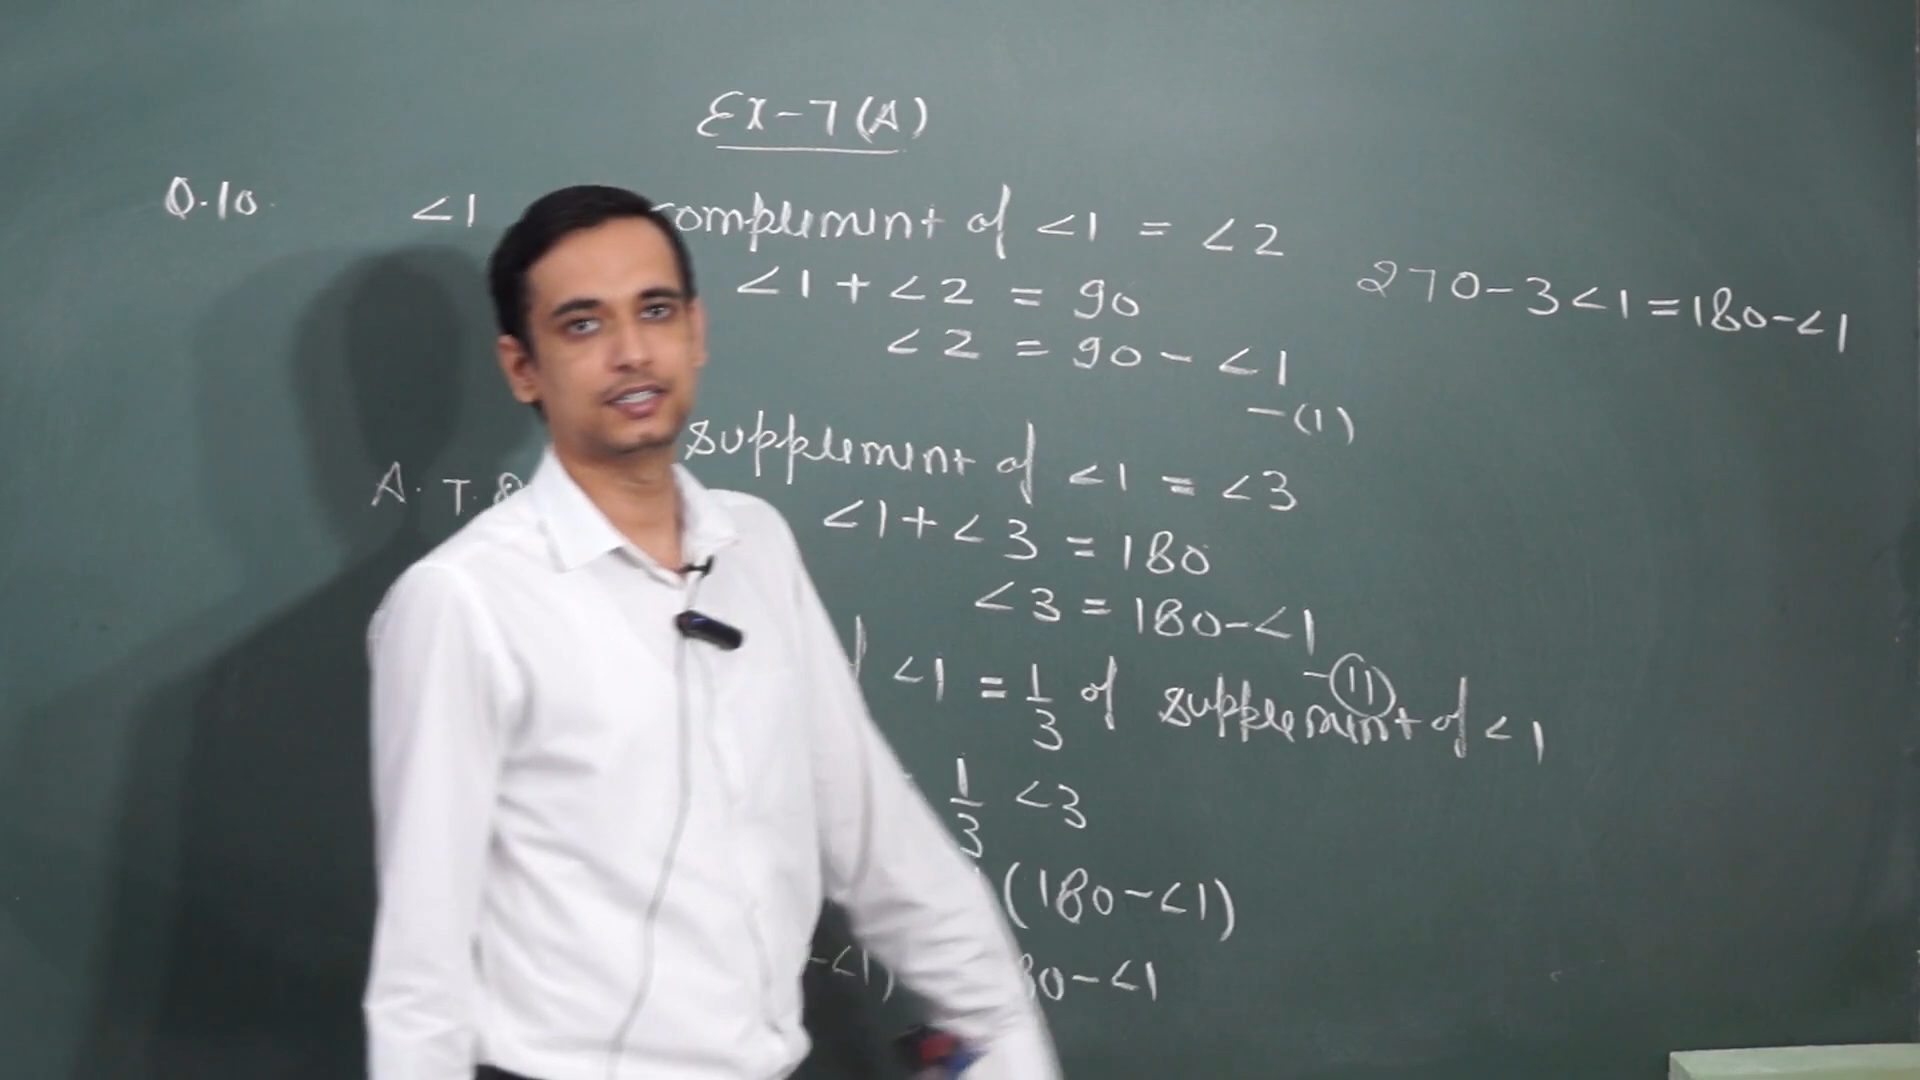 Ex-7(A)
Q.10. ∠1 complement of ∠1 = ∠2
∠1 + ∠2 = 90
∠2 = 90 - ∠1
-(1)
supplement of ∠1 = ∠3
A.T.Q
∠1 + ∠3 = 180
∠3 = 180-∠1
-(11)
∠1 = 1/3 of supplement of ∠1
1/3 ∠3
(180-∠1)
-∠1) 80-∠1
270-3∠1=180-∠1